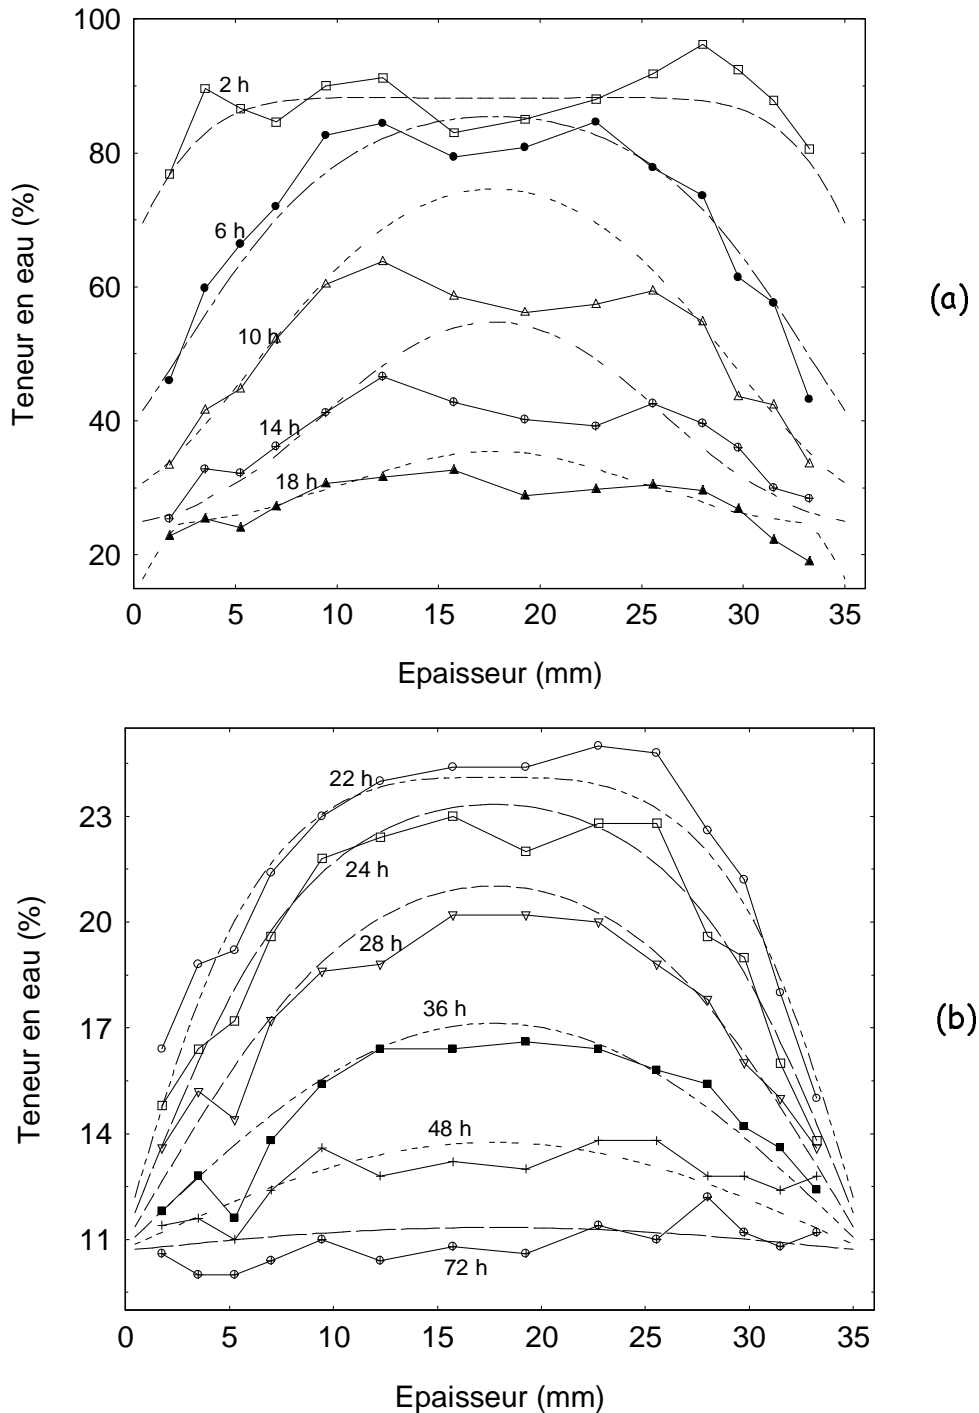 100
80
60
40
20
Teneur en eau (%)
2 h
6 h
10 h
14 h
18 h
(a)
0 5 10 15 20 25 30 35
Epaisseur (mm)
23
20
17
14
11
Teneur en eau (%)
22 h
24 h
28 h
36 h
48 h
72 h
(b)
0 5 10 15 20 25 30 35
Epaisseur (mm)